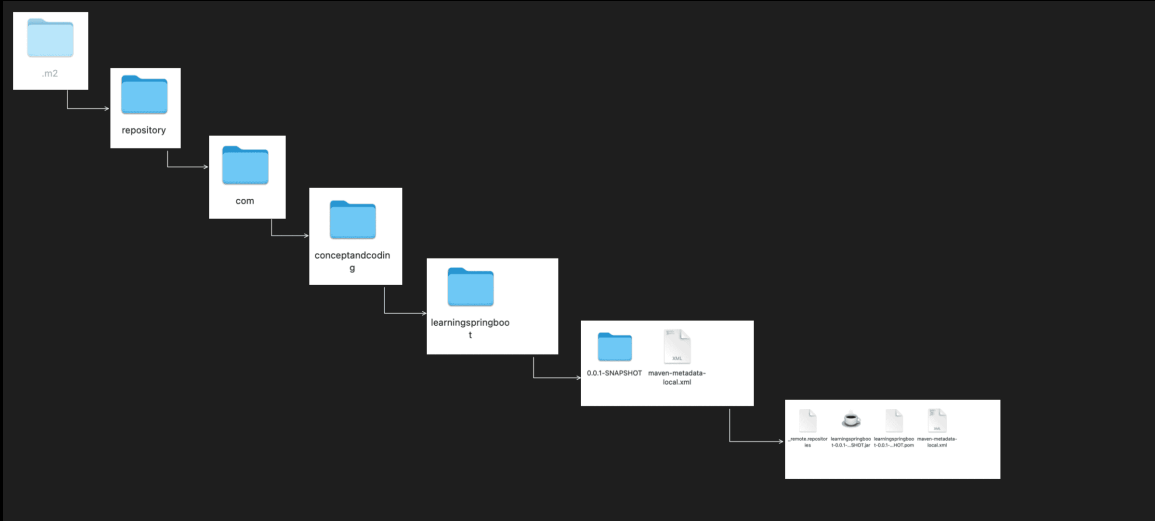 .m2
repository
com
conceptandcodin
g
learningspringboo
t
0.0.1-SNAPSHOT
maven-metadata-
local.xml
XML
_remote.repositor
ies
learningspringboo
t-0.0.1-...SHOT.jar
learningspringboo
t-0.0.1-...HOT.pom
maven-metadata-
local.xml